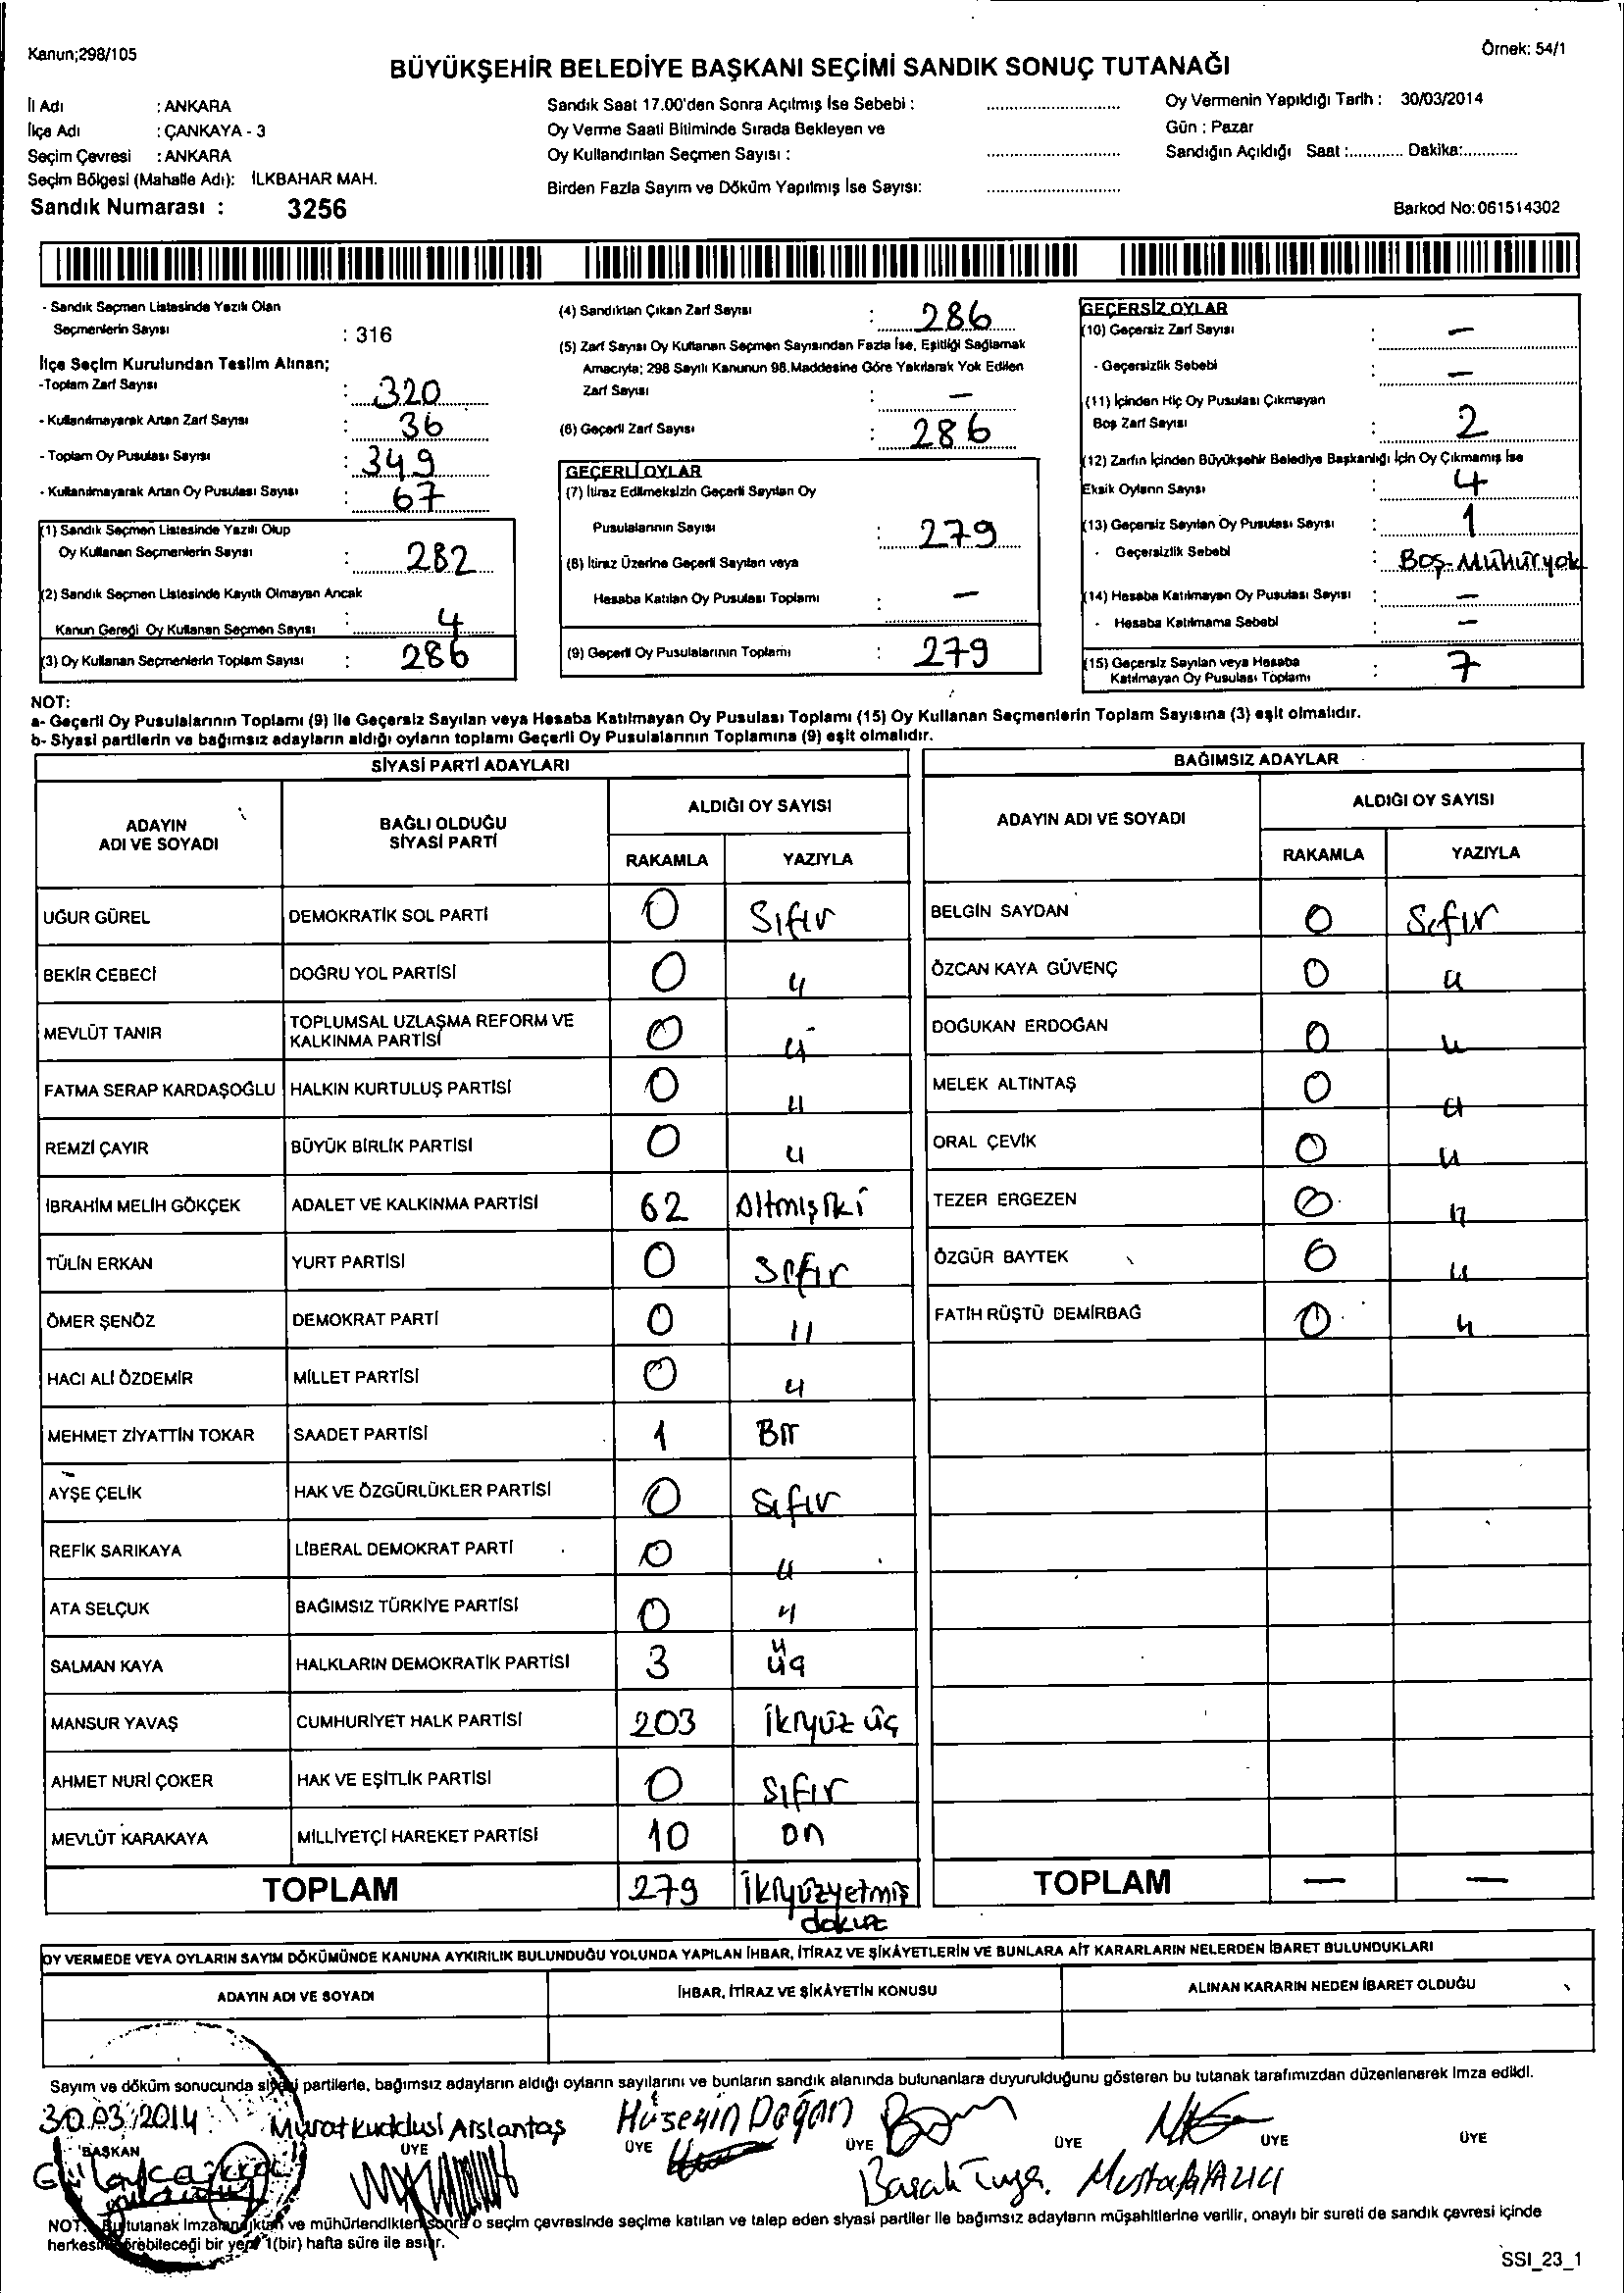 Kanun;298/105
Örnek: 54/1
BÜYÜKŞEHİR BELEDİYE BAŞKANI SEÇİMİ SANDIK SONUÇ TUTANAĞI
İl Adı : ANKARA
İlçe Adı : ÇANKAYA - 3
Seçim Çevresi : ANKARA
Seçim Bölgesi (Mahalle Adı): İLKBAHAR MAH.
Sandık Numarası : 3256
Sandık Saat 17.00'den Sonra Açılmış İse Sebebi :
Oy Verme Saati Bitiminde Sırada Bekleyen ve
Oy Kullandırılan Seçmen Sayısı :
Birden Fazla Sayım ve Döküm Yapılmış İse Sayısı:
Oy Vermenin Yapıldığı Tarih : 30/03/2014
Gün : Pazar
Sandığın Açıldığı Saat :............ Dakika:............
Barkod No:061514302
- Sandık Seçmen Listesinde Yazılı Olan
Seçmenlerin Sayısı : 316
İlçe Seçim Kurulundan Teslim Alınan;
-Toplam Zarf Sayısı : 320
- Kullanılmayarak Artan Zarf Sayısı : 36
- Toplam Oy Pusulası Sayısı : 349
- Kullanılmayarak Artan Oy Pusulası Sayısı : 67
(1) Sandık Seçmen Listesinde Yazılı Olup
Oy Kullanan Seçmenlerin Sayısı : 282
(2) Sandık Seçmen Listesinde Kayıtlı Olmayan Ancak
Kanun Gereği Oy Kullanan Seçmen Sayısı : 4
(3) Oy Kullanan Seçmenlerin Toplam Sayısı : 286
(4) Sandıktan Çıkan Zarf Sayısı : 286
(5) Zarf Sayısı Oy Kullanan Seçmen Sayısından Fazla İse, Eşitliği Sağlamak
Amacıyla; 298 Sayılı Kanunun 98.Maddesine Göre Yakılarak Yok Edilen
Zarf Sayısı : —
(6) Geçerli Zarf Sayısı : 286
GEÇERLİ OYLAR
(7) İtiraz Edilmeksizin Geçerli Sayılan Oy
Pusulalarının Sayısı : 279
(8) İtiraz Üzerine Geçerli Sayılan veya
Hesaba Katılan Oy Pusulası Toplamı : —
(9) Geçerli Oy Pusulalarının Toplamı : 279
GEÇERSİZ OYLAR
(10) Geçersiz Zarf Sayısı : —
- Geçersizlik Sebebi : —
(11) İçinden Hiç Oy Pusulası Çıkmayan
Boş Zarf Sayısı : 2
(12) Zarfın İçinden Büyükşehir Belediye Başkanlığı İçin Oy Çıkmamış İse
Eksik Oyların Sayısı : 4
(13) Geçersiz Sayılan Oy Pusulası Sayısı : 1
- Geçersizlik Sebebi : Boş-Mühüryok
(14) Hesaba Katılmayan Oy Pusulası Sayısı : —
- Hesaba Katılmama Sebebi : —
(15) Geçersiz Sayılan veya Hesaba
Katılmayan Oy Pusulası Toplamı : 7
NOT:
a- Geçerli Oy Pusulalarının Toplamı (9) ile Geçersiz Sayılan veya Hesaba Katılmayan Oy Pusulası Toplamı (15) Oy Kullanan Seçmenlerin Toplam Sayısına (3) eşit olmalıdır.
b- Siyasi partilerin ve bağımsız adayların aldığı oyların toplamı Geçerli Oy Pusulalarının Toplamına (9) eşit olmalıdır.
SİYASİ PARTİ ADAYLARI
ADAYIN ADI VE SOYADI
BAĞLI OLDUĞU SİYASİ PARTİ
ALDIĞI OY SAYISI
RAKAMLA YAZIYLA
UĞUR GÜREL DEMOKRATİK SOL PARTİ 0 Sıfır
BEKİR CEBECİ DOĞRU YOL PARTİSİ 0 "
MEVLÜT TANIR TOPLUMSAL UZLAŞMA REFORM VE KALKINMA PARTİSİ 0 "
FATMA SERAP KARDAŞOĞLU HALKIN KURTULUŞ PARTİSİ 0 "
REMZİ ÇAYIR BÜYÜK BİRLİK PARTİSİ 0 "
İBRAHİM MELİH GÖKÇEK ADALET VE KALKINMA PARTİSİ 62 Altmışiki
TÜLİN ERKAN YURT PARTİSİ 0 Sıfır
ÖMER ŞENÖZ DEMOKRAT PARTİ 0 "
HACI ALİ ÖZDEMİR MİLLET PARTİSİ 0 "
MEHMET ZİYATTİN TOKAR SAADET PARTİSİ 1 Bir
AYŞE ÇELİK HAK VE ÖZGÜRLÜKLER PARTİSİ 0 Sıfır
REFİK SARIKAYA LİBERAL DEMOKRAT PARTİ 0 "
ATA SELÇUK BAĞIMSIZ TÜRKİYE PARTİSİ 0 "
SALMAN KAYA HALKLARIN DEMOKRATİK PARTİSİ 3 üç
MANSUR YAVAŞ CUMHURİYET HALK PARTİSİ 203 ikiyüz üç
AHMET NURİ ÇOKER HAK VE EŞİTLİK PARTİSİ 0 Sıfır
MEVLÜT KARAKAYA MİLLİYETÇİ HAREKET PARTİSİ 10 on
TOPLAM 279 ikiyüzyetmiş dokuz
BAĞIMSIZ ADAYLAR
ADAYIN ADI VE SOYADI
ALDIĞI OY SAYISI
RAKAMLA YAZIYLA
BELGİN SAYDAN 0 Sıfır
ÖZCAN KAYA GÜVENÇ 0 "
DOĞUKAN ERDOĞAN 0 "
MELEK ALTINTAŞ 0 "
ORAL ÇEVİK 0 "
TEZER ERGEZEN 0 "
ÖZGÜR BAYTEK 0 "
FATİH RÜŞTÜ DEMİRBAĞ 0 "
TOPLAM — —
OY VERMEDE VEYA OYLARIN SAYIM DÖKÜMÜNDE KANUNA AYKIRILIK BULUNDUĞU YOLUNDA YAPILAN İHBAR, İTİRAZ VE ŞİKÂYETLERİN VE BUNLARA AİT KARARLARIN NELERDEN İBARET BULUNDUKLARI
ADAYIN ADI VE SOYADI
İHBAR, İTİRAZ VE ŞİKÂYETİN KONUSU
ALINAN KARARIN NEDEN İBARET OLDUĞU
Sayım ve döküm sonucunda siyasi partilerle, bağımsız adayların aldığı oyların sayılarını ve bunların sandık alanında bulunanlara duyurulduğunu gösteren bu tutanak tarafımızdan düzenlenerek imza edildi.
30.03.2014 Murat Kuddusi Arslantaş Hüseyin Doğan
BAŞKAN ÜYE ÜYE ÜYE ÜYE ÜYE ÜYE
Başak Tuğa. Mustafa YAZICI
NOT: Bu tutanak imzalandıktan ve mühürlendikten sonra o seçim çevresinde seçime katılan ve talep eden siyasi partiler ile bağımsız adayların müşahitlerine verilir, onaylı bir sureti de sandık çevresi içinde
herkesin görebileceği bir yere 1(bir) hafta süre ile asılır.
SSI_23_1